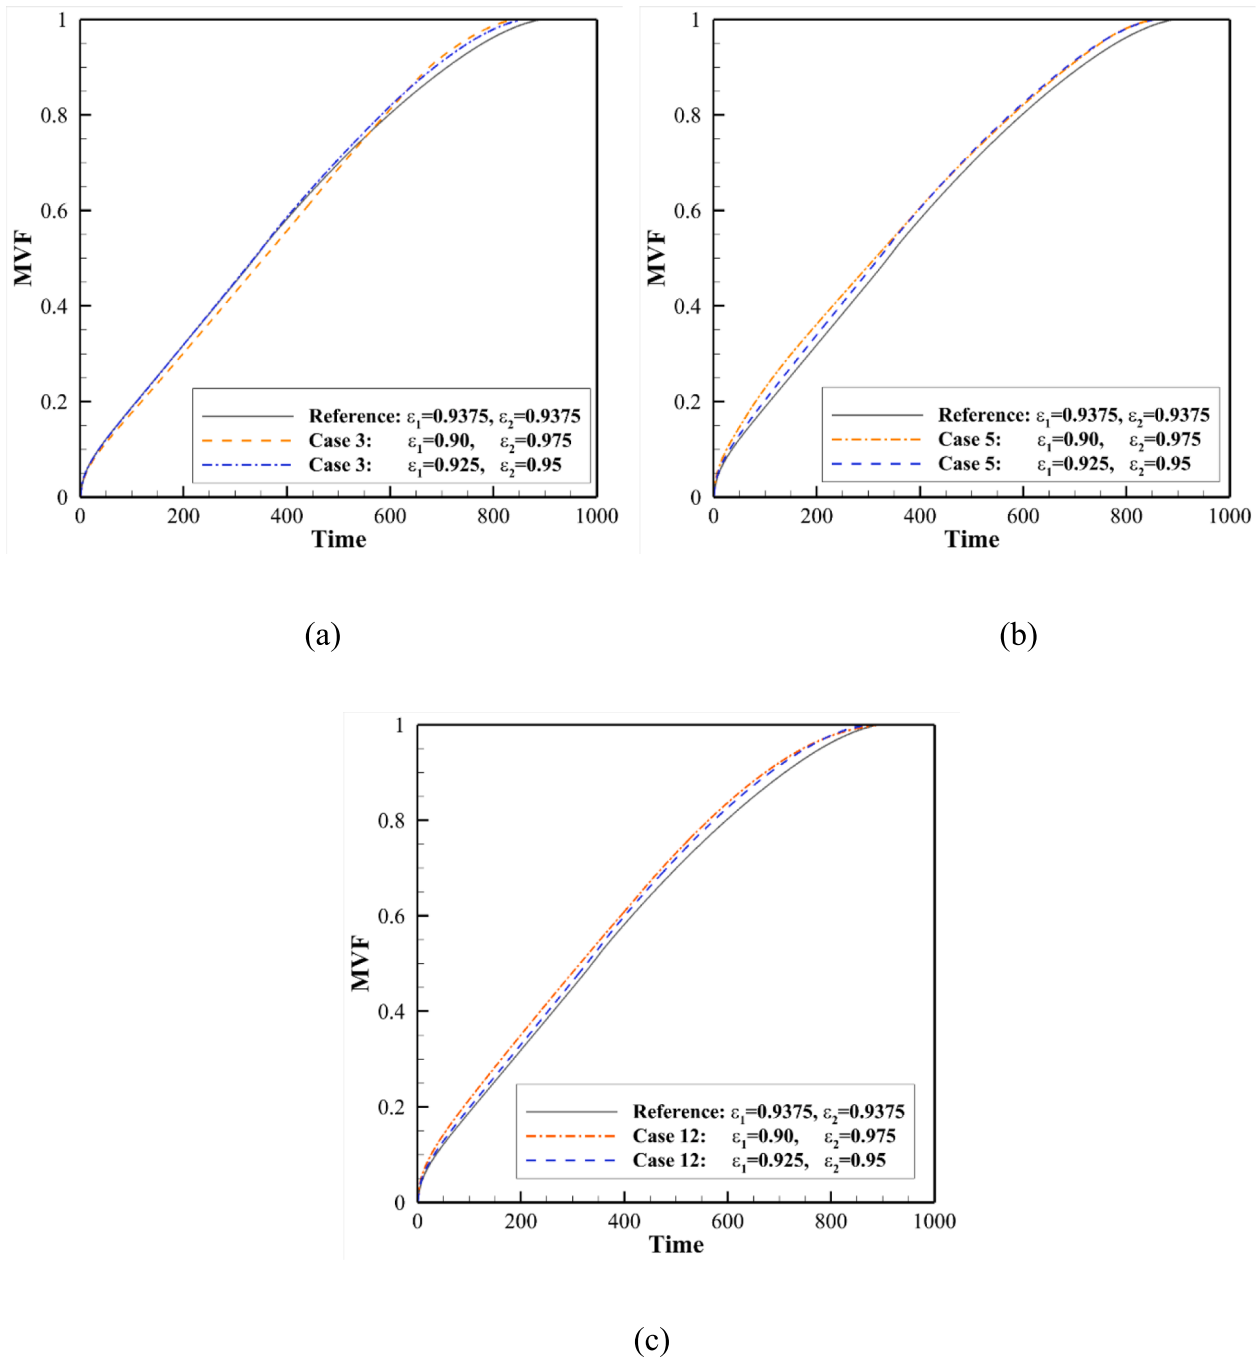 1
0.8
0.6
0.4
0.2
0
MVF
0 200 400 600 800 1000
Time
Reference: ε1=0.9375, ε2=0.9375
Case 3: ε1=0.90, ε2=0.975
Case 3: ε1=0.925, ε2=0.95
(a)
1
0.8
0.6
0.4
0.2
0
MVF
0 200 400 600 800 1000
Time
Reference: ε1=0.9375, ε2=0.9375
Case 5: ε1=0.90, ε2=0.975
Case 5: ε1=0.925, ε2=0.95
(b)
1
0.8
0.6
0.4
0.2
0
MVF
0 200 400 600 800 1000
Time
Reference: ε1=0.9375, ε2=0.9375
Case 12: ε1=0.90, ε2=0.975
Case 12: ε1=0.925, ε2=0.95
(c)